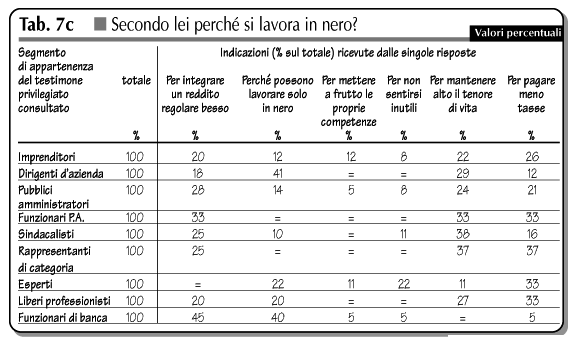 Tab. 7c ■ Secondo lei perché si lavora in nero?
Valori percentuali
Segmento di appartenenza del testimone privilegiato consultato
totale
Indicazioni (% sul totale) ricevute dalle singole risposte
Per integrare un reddito regolare besso
Perché possono lavorare solo in nero
Per mettere a frutto le proprie competenze
Per non sentirsi inutili
Per mantenere alto il tenore di vita
Per pagare meno tasse
% % % % % % %
Imprenditori 100 20 12 12 8 22 26
Dirigenti d'azienda 100 18 41 = = 29 12
Pubblici amministratori 100 28 14 5 8 24 21
Funzionari P.A. 100 33 = = = 33 33
Sindacalisti 100 25 10 = 11 38 16
Rappresentanti di categoria 100 25 = = = 37 37
Esperti 100 = 22 11 22 11 33
Liberi professionisti 100 20 20 = = 27 33
Funzionari di banca 100 45 40 5 5 = 5